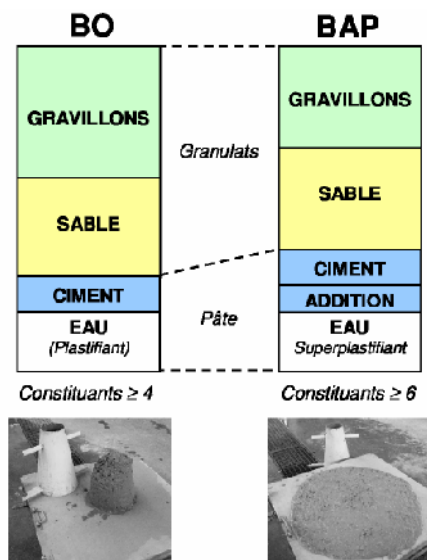 BO
BAP
GRAVILLONS
GRAVILLONS
Granulats
SABLE
SABLE
CIMENT
CIMENT
ADDITION
Pâte
EAU
(Plastifiant)
EAU
Superplastifiant
Constituants ≥ 4
Constituants ≥ 6